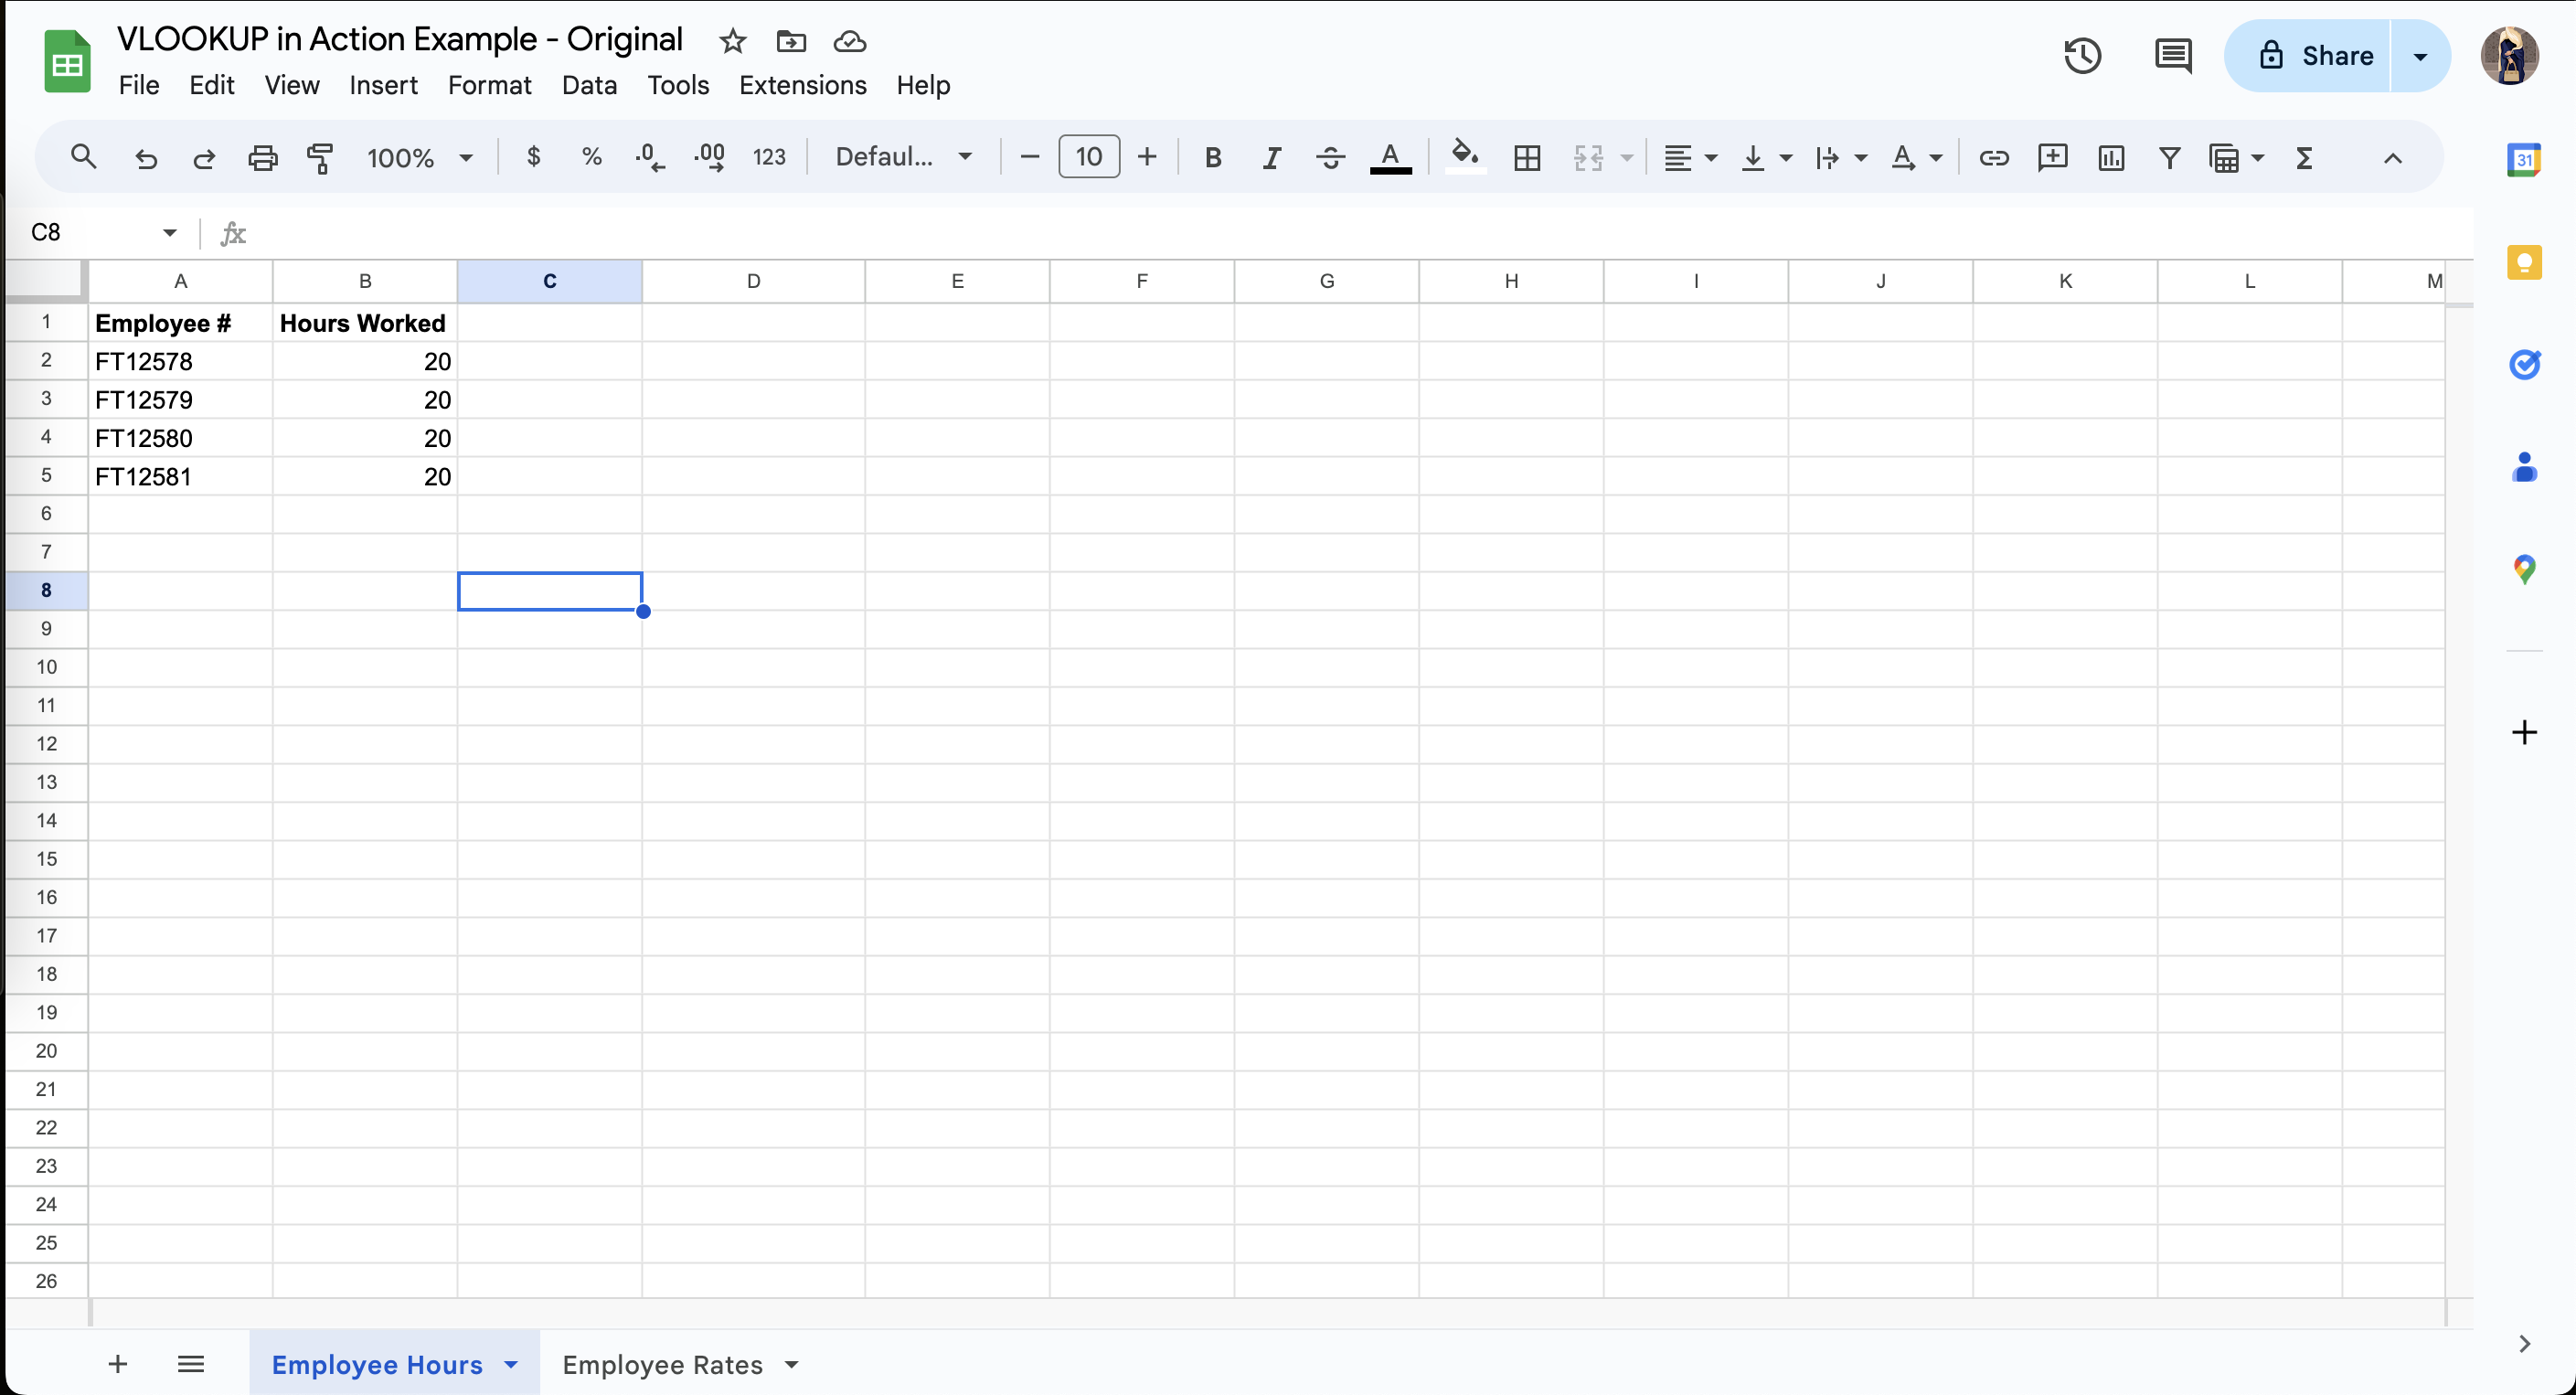 VLOOKUP in Action Example - Original
File Edit View Insert Format Data Tools Extensions Help
Share
100% $ % .0 .00 123 Defaul... 10 B I S A A Σ
31
C8 fx
A B C D E F G H I J K L M
1 Employee # Hours Worked
2 FT12578 20
3 FT12579 20
4 FT12580 20
5 FT12581 20
6
7
8
9
10
11
12
13
14
15
16
17
18
19
20
21
22
23
24
25
26
Employee Hours Employee Rates